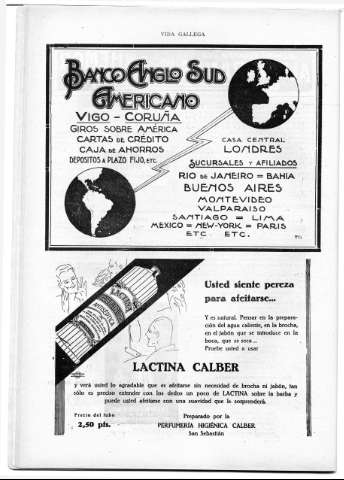 VIDA GALLEGA
BANCO ANGLO SUD
AMERICANO
VIGO - CORUÑA
GIROS SOBRE AMÉRICA
CARTAS DE CRÉDITO
CAJA DE AHORROS
DEPOSITOS A PLAZO FIJO, ETC.
CASA CENTRAL
LONDRES
SUCURSALES Y AFILIADOS
RIO DE JANEIRO = BAHIA
BUENOS AIRES
MONTEVIDEO
VALPARAISO
SANTIAGO = LIMA
MEXICO = NEW-YORK = PARIS
ETC ETC.
LACTINA
Usted siente pereza
para afeitarse...
Y es natural. Pensar en la prepara-
ción del agua caliente, en la brocha,
en el jabón que se introduce en la
boca, que se seca...
Pruebe usted a usar
LACTINA CALBER
y verá usted lo agradable que es afeitarse sin necesidad de brocha ni jabón, tan
sólo es preciso extender con los dedos un poco de LACTINA sobre la barba y
puede usted afeitarse con una suavidad que le sorprenderá.
Precio del tubo
2,50 pts.
Preparado por la
PERFUMERÍA HIGIÉNICA CALBER
San Sebastián